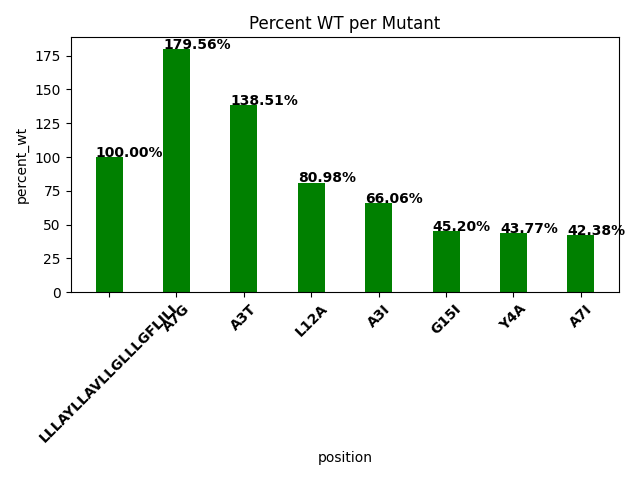 Percent WT per Mutant
percent_wt
175
150
125
100
75
50
25
0
100.00%
179.56%
138.51%
80.98%
66.06%
45.20%
43.77%
42.38%
LLLAYLLAVLLGLLLGFLILI
A7G
A3T
L12A
A3I
G15I
Y4A
A7I
position